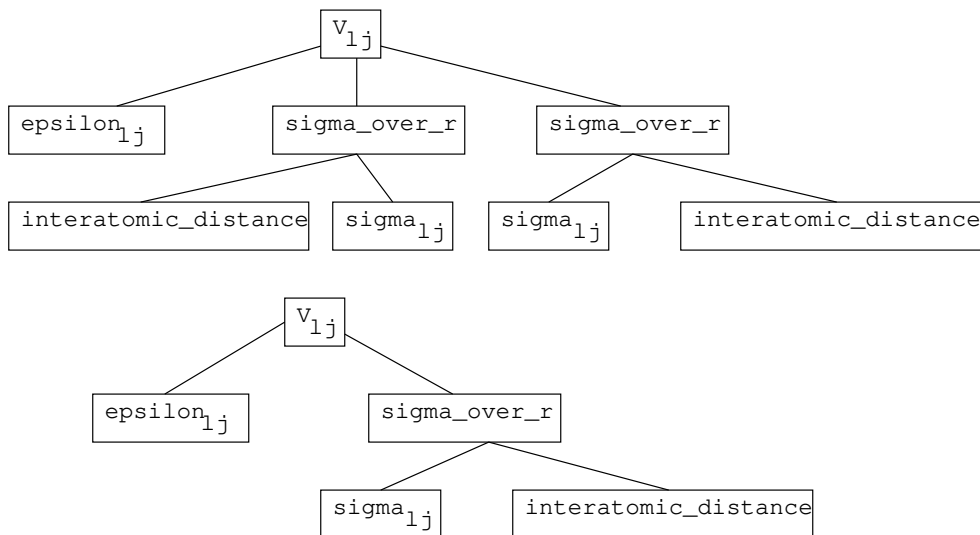 V_lj
epsilon_lj sigma_over_r sigma_over_r
interatomic_distance sigma_lj sigma_lj interatomic_distance
V_lj
epsilon_lj sigma_over_r
sigma_lj interatomic_distance